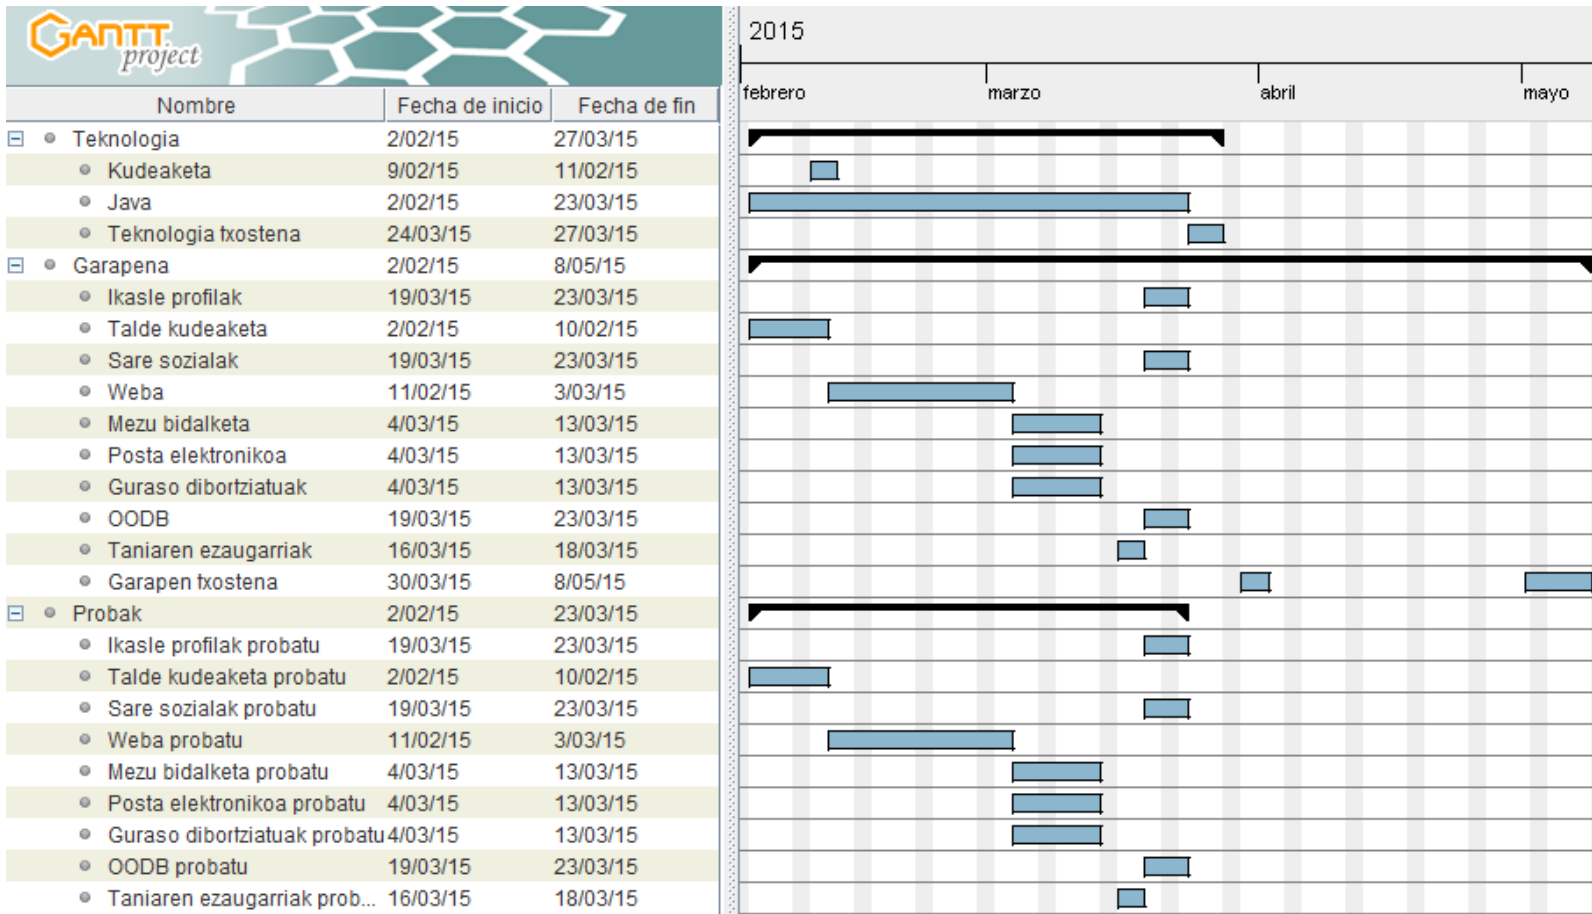 GANTT
project
2015
febrero marzo abril mayo
Nombre Fecha de inicio Fecha de fin
Teknologia 2/02/15 27/03/15
Kudeaketa 9/02/15 11/02/15
Java 2/02/15 23/03/15
Teknologia txostena 24/03/15 27/03/15
Garapena 2/02/15 8/05/15
Ikasle profilak 19/03/15 23/03/15
Talde kudeaketa 2/02/15 10/02/15
Sare sozialak 19/03/15 23/03/15
Weba 11/02/15 3/03/15
Mezu bidalketa 4/03/15 13/03/15
Posta elektronikoa 4/03/15 13/03/15
Guraso dibortziatuak 4/03/15 13/03/15
OODB 19/03/15 23/03/15
Taniaren ezaugarriak 16/03/15 18/03/15
Garapen txostena 30/03/15 8/05/15
Probak 2/02/15 23/03/15
Ikasle profilak probatu 19/03/15 23/03/15
Talde kudeaketa probatu 2/02/15 10/02/15
Sare sozialak probatu 19/03/15 23/03/15
Weba probatu 11/02/15 3/03/15
Mezu bidalketa probatu 4/03/15 13/03/15
Posta elektronikoa probatu 4/03/15 13/03/15
Guraso dibortziatuak probatu 4/03/15 13/03/15
OODB probatu 19/03/15 23/03/15
Taniaren ezaugarriak prob... 16/03/15 18/03/15